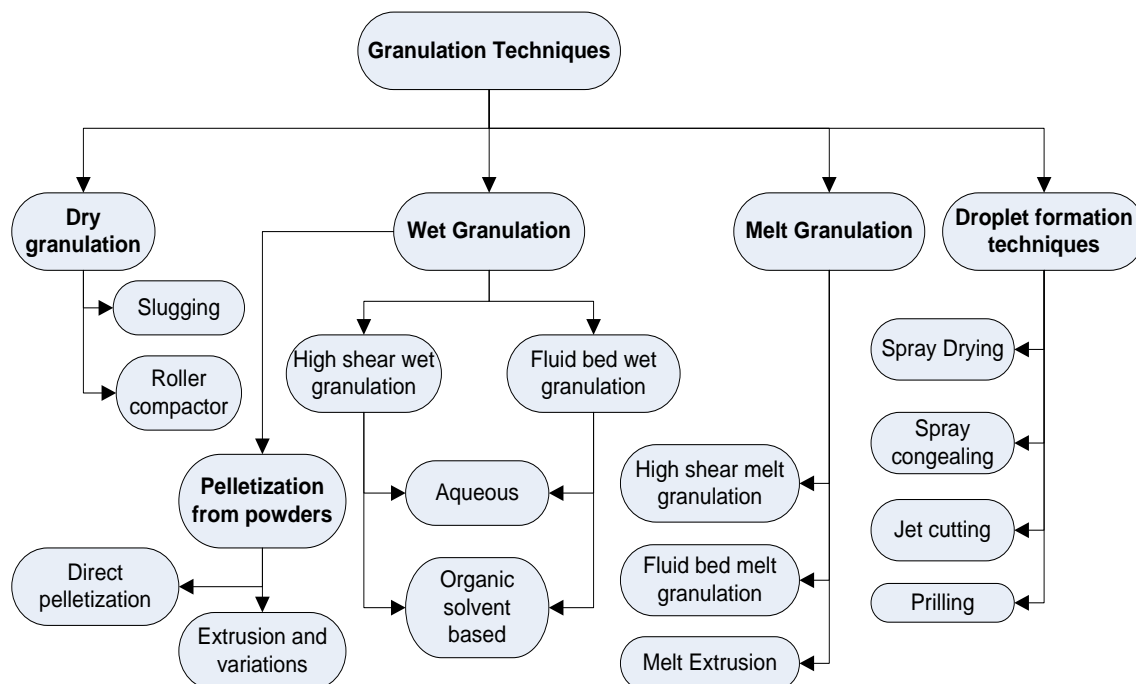 Granulation Techniques
Dry
granulation
Wet Granulation
Melt Granulation
Droplet formation
techniques
Slugging
Roller
compactor
High shear wet
granulation
Fluid bed wet
granulation
Spray Drying
Spray
congealing
Pelletization
from powders
Aqueous
High shear melt
granulation
Jet cutting
Direct
pelletization
Extrusion and
variations
Organic
solvent
based
Fluid bed melt
granulation
Prilling
Melt Extrusion